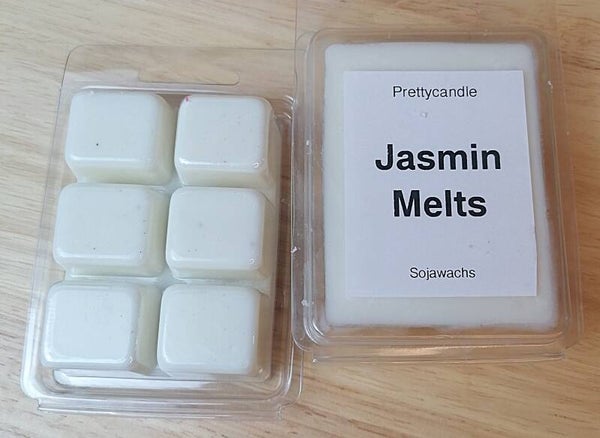 Prettycandle
Jasmin
Melts
Sojawachs